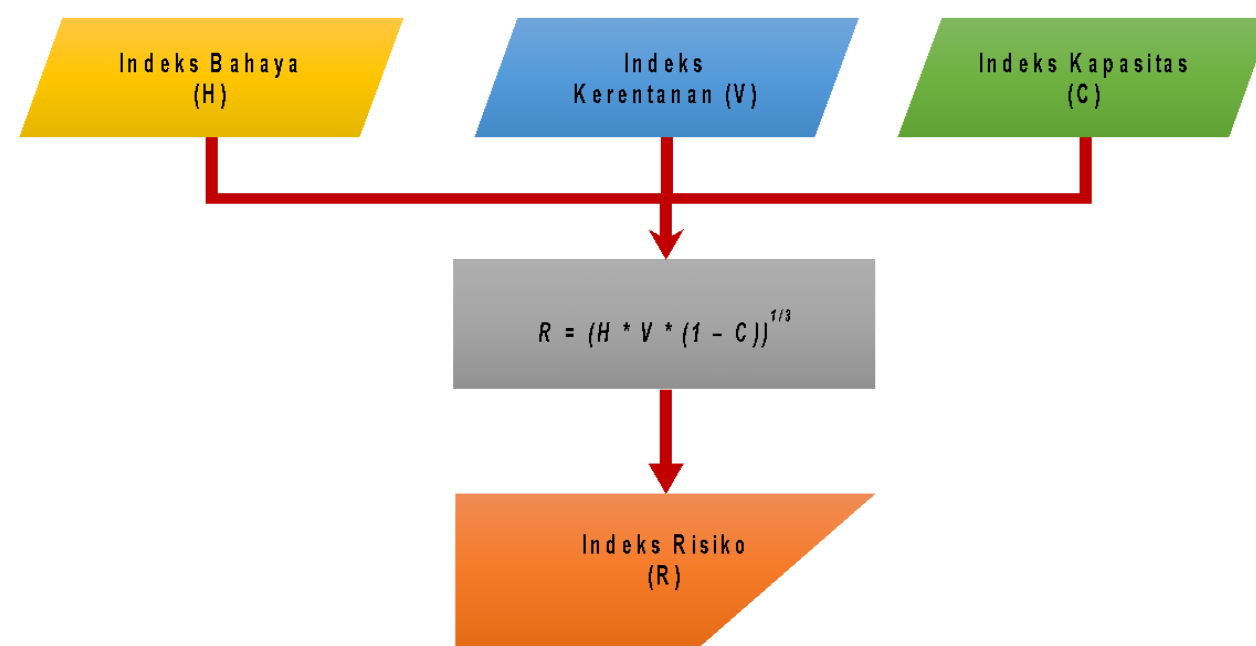 Indeks Bahaya
(H)
Indeks
Kerentanan (V)
Indeks Kapasitas
(C)
R = (H * V * (1 – C))^1/3
Indeks Risiko
(R)